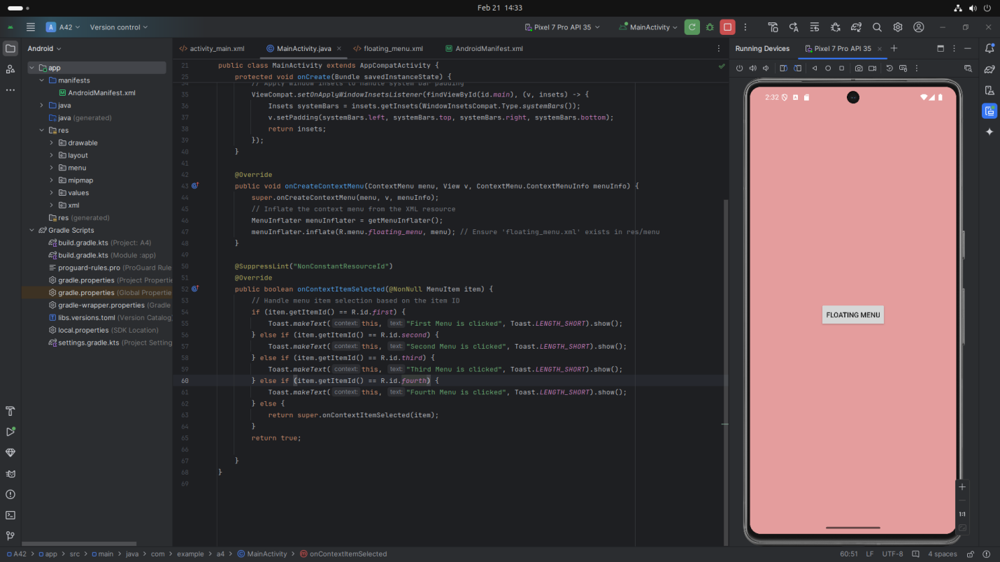 Feb 21 14:33
A A42 Version control
Pixel 7 Pro API 35 MainActivity
Android
app
manifests
AndroidManifest.xml
java
java (generated)
res
drawable
layout
menu
mipmap
values
xml
res (generated)
Gradle Scripts
build.gradle.kts (Project: A4)
build.gradle.kts (Module :app)
proguard-rules.pro (ProGuard Rule
gradle.properties (Project Propertie
gradle.properties (Global Propertie
gradle-wrapper.properties (Gradle
libs.versions.toml (Version Catalog
local.properties (SDK Location)
settings.gradle.kts (Project Setting
activity_main.xml MainActivity.java floating_menu.xml AndroidManifest.xml
21 public class MainActivity extends AppCompatActivity {
25 protected void onCreate(Bundle savedInstanceState) {
// Apply window insets to handle system bar padding
35 ViewCompat.setOnApplyWindowInsetsListener(findViewById(id.main), (v, insets) -> {
36 Insets systemBars = insets.getInsets(WindowInsetsCompat.Type.systemBars());
37 v.setPadding(systemBars.left, systemBars.top, systemBars.right, systemBars.bottom);
38 return insets;
39 });
40 }
41
42 @Override
43 public void onCreateContextMenu(ContextMenu menu, View v, ContextMenu.ContextMenuInfo menuInfo) {
44 super.onCreateContextMenu(menu, v, menuInfo);
45 // Inflate the context menu from the XML resource
46 MenuInflater menuInflater = getMenuInflater();
47 menuInflater.inflate(R.menu.floating_menu, menu); // Ensure 'floating_menu.xml' exists in res/menu
48 }
49
50 @SuppressLint("NonConstantResourceId")
51 @Override
52 public boolean onContextItemSelected(@NonNull MenuItem item) {
53 // Handle menu item selection based on the item ID
54 if (item.getItemId() == R.id.first) {
55 Toast.makeText( context: this, text: "First Menu is clicked", Toast.LENGTH_SHORT).show();
56 } else if (item.getItemId() == R.id.second) {
57 Toast.makeText( context: this, text: "Second Menu is clicked", Toast.LENGTH_SHORT).show();
58 } else if (item.getItemId() == R.id.third) {
59 Toast.makeText( context: this, text: "Third Menu is clicked", Toast.LENGTH_SHORT).show();
60 } else if (item.getItemId() == R.id.fourth) {
61 Toast.makeText( context: this, text: "Fourth Menu is clicked", Toast.LENGTH_SHORT).show();
62 } else {
63 return super.onContextItemSelected(item);
64 }
65 return true;
66
67 }
68 }
69
Running Devices Pixel 7 Pro API 35
2:32
FLOATING MENU
1:1
A42 > app > src > main > java > com > example > a4 > MainActivity > onContextItemSelected
60:51 LF UTF-8 4 spaces